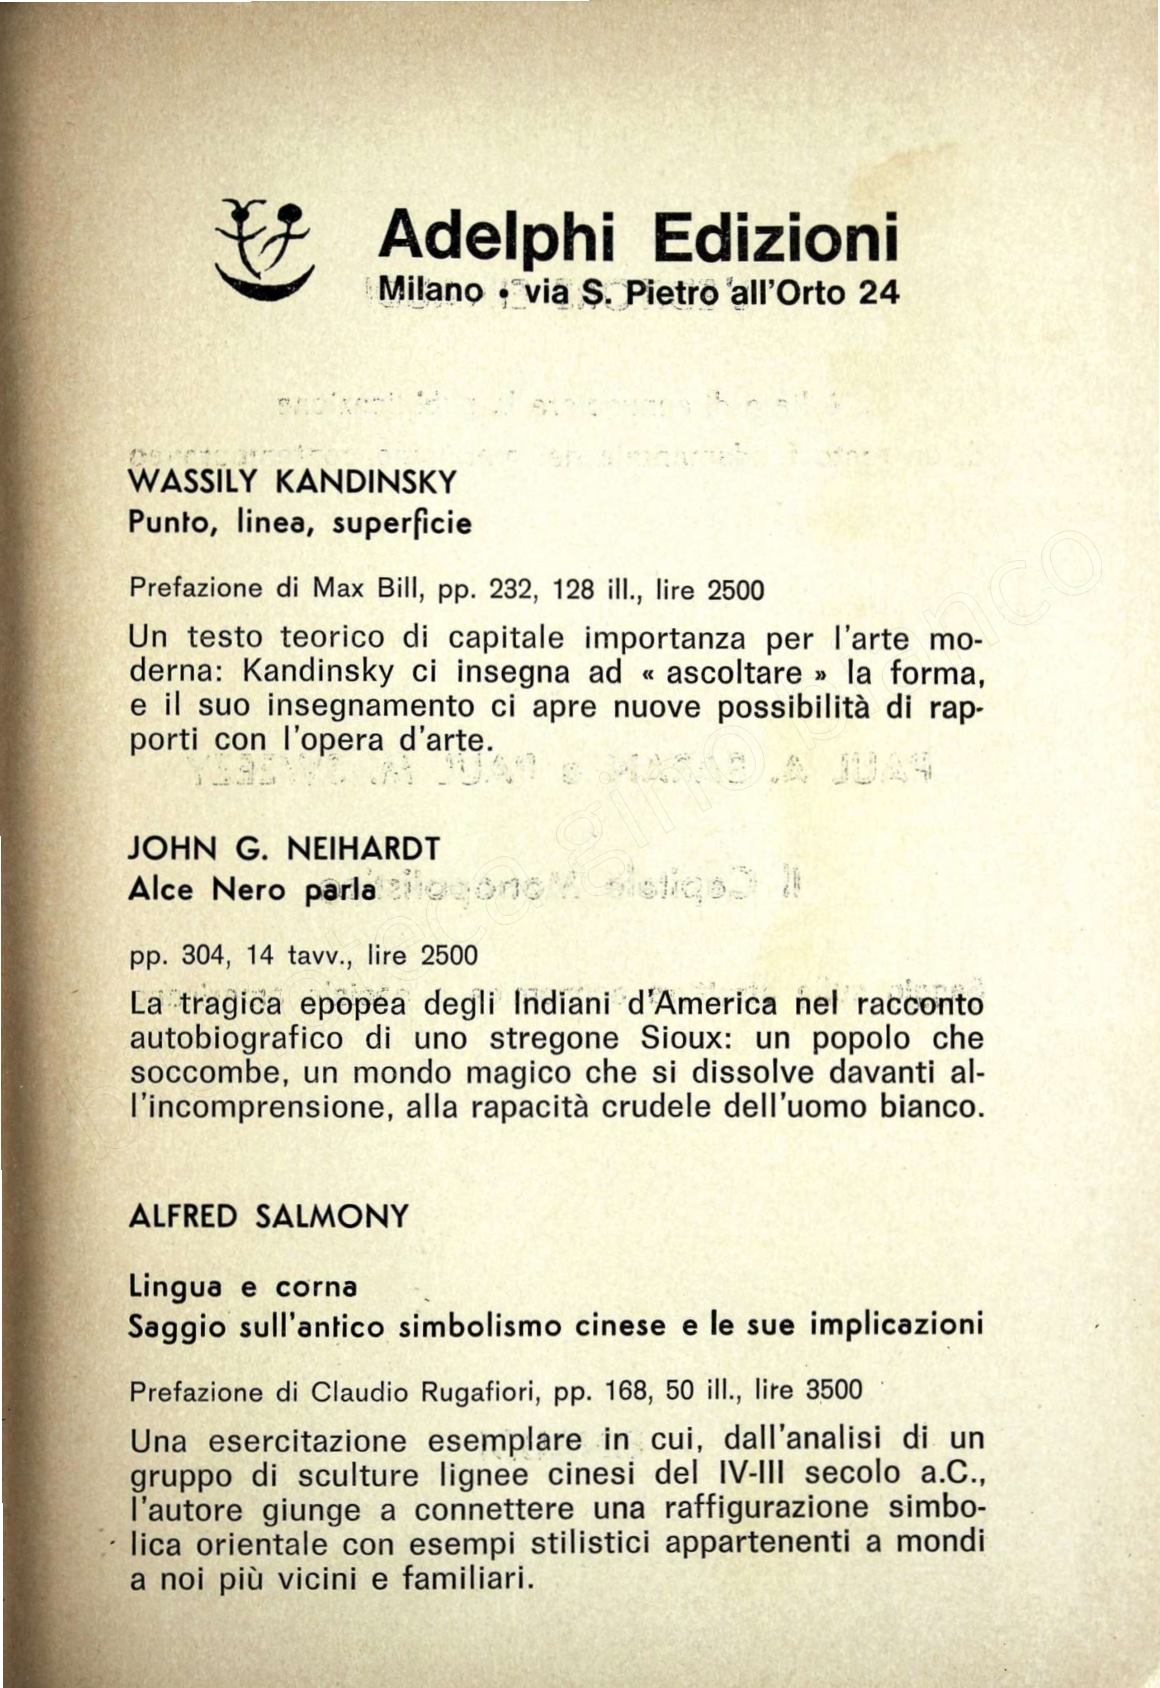 Adelphi Edizioni
Milano • via S. Pietro all'Orto 24
WASSILY KANDINSKY
Punto, linea, superficie
Prefazione di Max Bill, pp. 232, 128 ill., lire 2500
Un testo teorico di capitale importanza per l'arte mo-
derna: Kandinsky ci insegna ad « ascoltare » la forma,
e il suo insegnamento ci apre nuove possibilità di rap-
porti con l'opera d'arte.
JOHN G. NEIHARDT
Alce Nero parla
pp. 304, 14 tavv., lire 2500
La tragica epopea degli Indiani d'America nel racconto
autobiografico di uno stregone Sioux: un popolo che
soccombe, un mondo magico che si dissolve davanti al-
l'incomprensione, alla rapacità crudele dell'uomo bianco.
ALFRED SALMONY
Lingua e corna
Saggio sull'antico simbolismo cinese e le sue implicazioni
Prefazione di Claudio Rugafiori, pp. 168, 50 ill., lire 3500
Una esercitazione esemplare in cui, dall'analisi di un
gruppo di sculture lignee cinesi del IV-III secolo a.C.,
l'autore giunge a connettere una raffigurazione simbo-
lica orientale con esempi stilistici appartenenti a mondi
a noi più vicini e familiari.